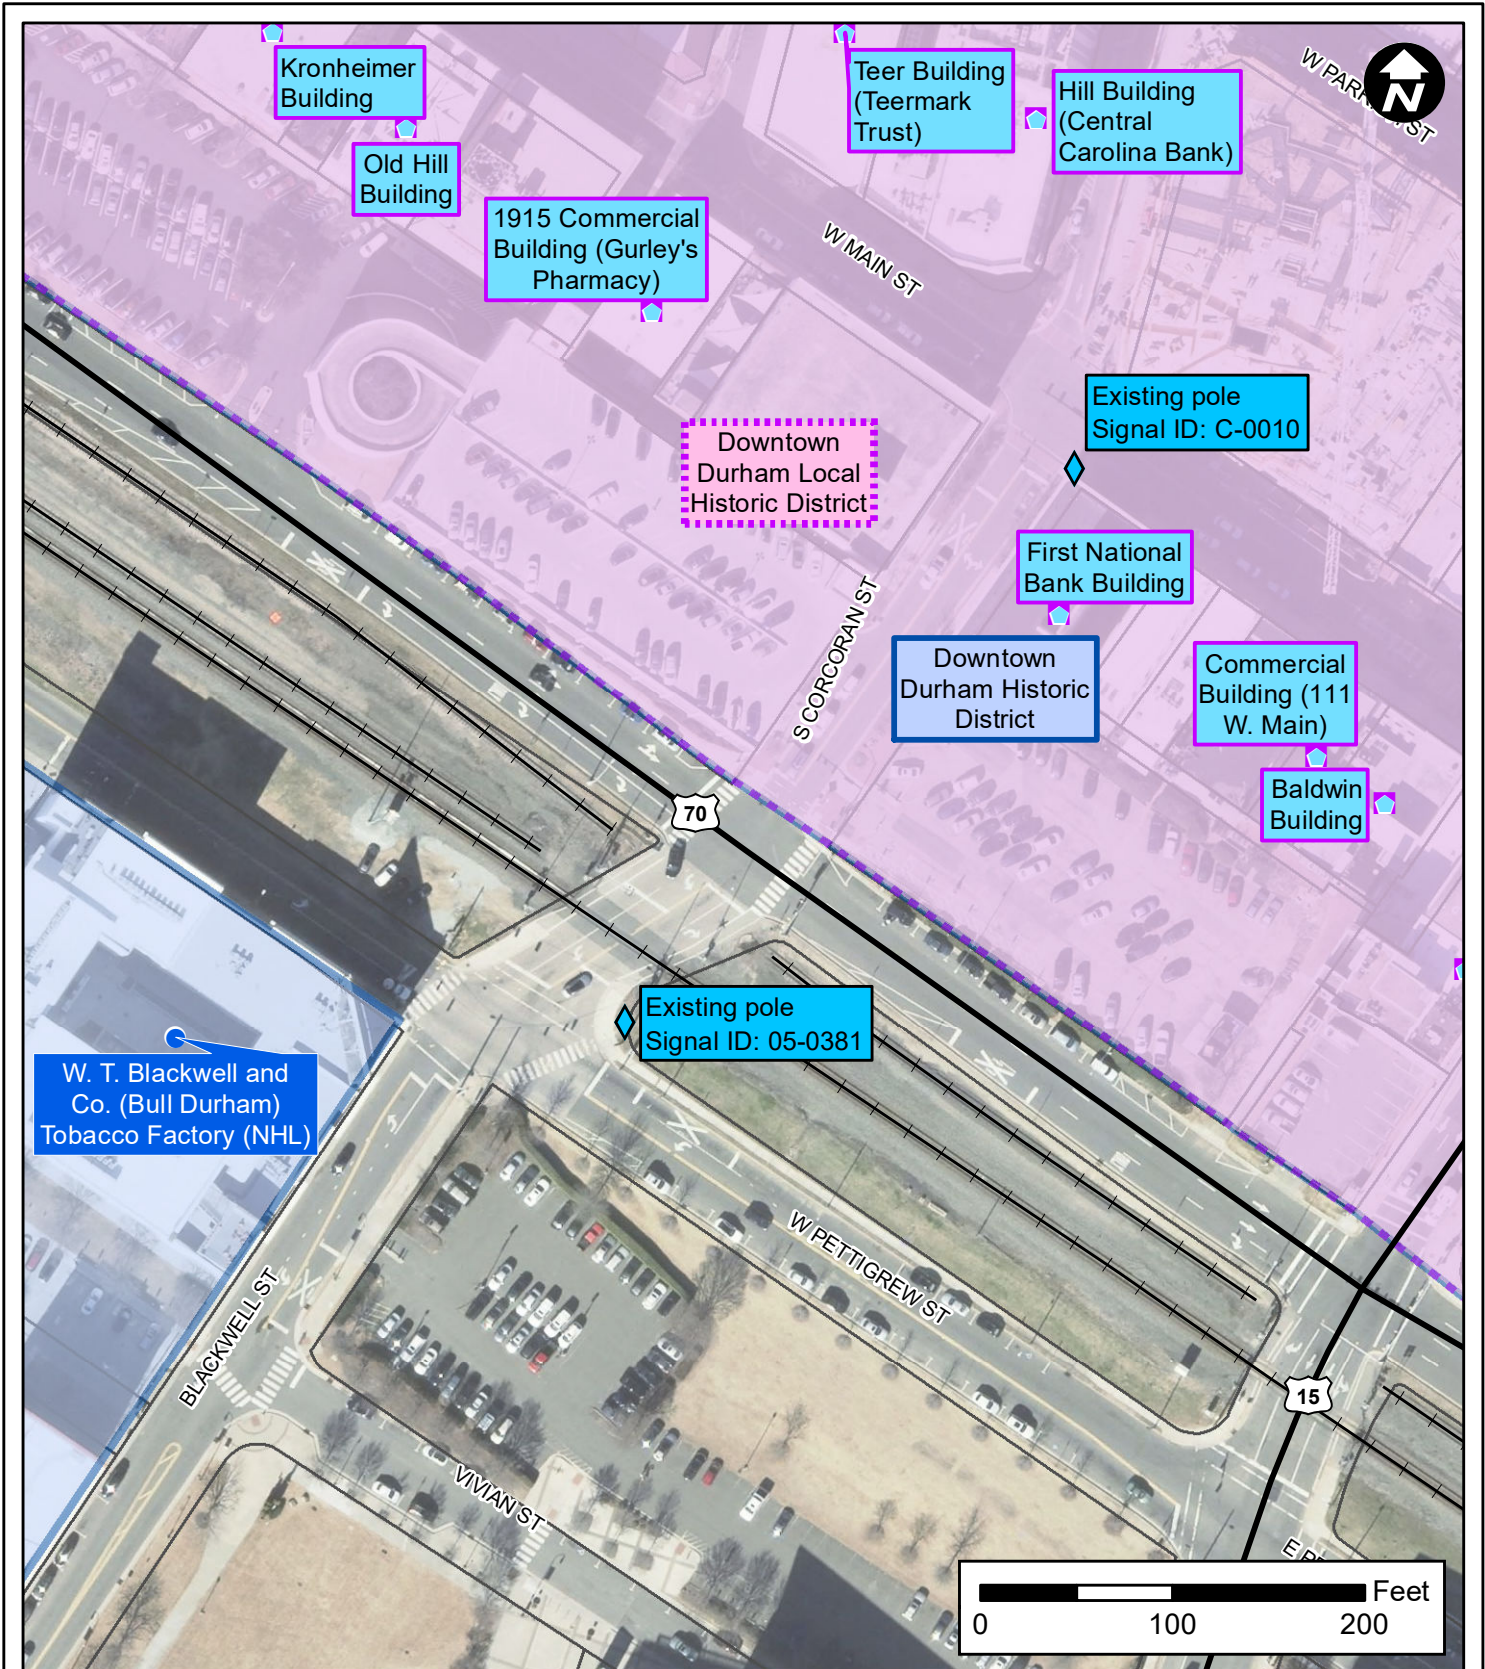 Kronheimer
Building
Old Hill
Building
1915 Commercial
Building (Gurley's
Pharmacy)
Teer Building
(Teermark
Trust)
Hill Building
(Central
Carolina Bank)
N
W MAIN ST
Existing pole
Signal ID: C-0010
Downtown
Durham Local
Historic District
First National
Bank Building
S CORCORAN ST
Downtown
Durham Historic
District
Commercial
Building (111
W. Main)
Baldwin
Building
70
Existing pole
Signal ID: 05-0381
W. T. Blackwell and
Co. (Bull Durham)
Tobacco Factory (NHL)
W PETTIGREW ST
BLACKWELL ST
15
VIVIAN ST
Feet
0 100 200